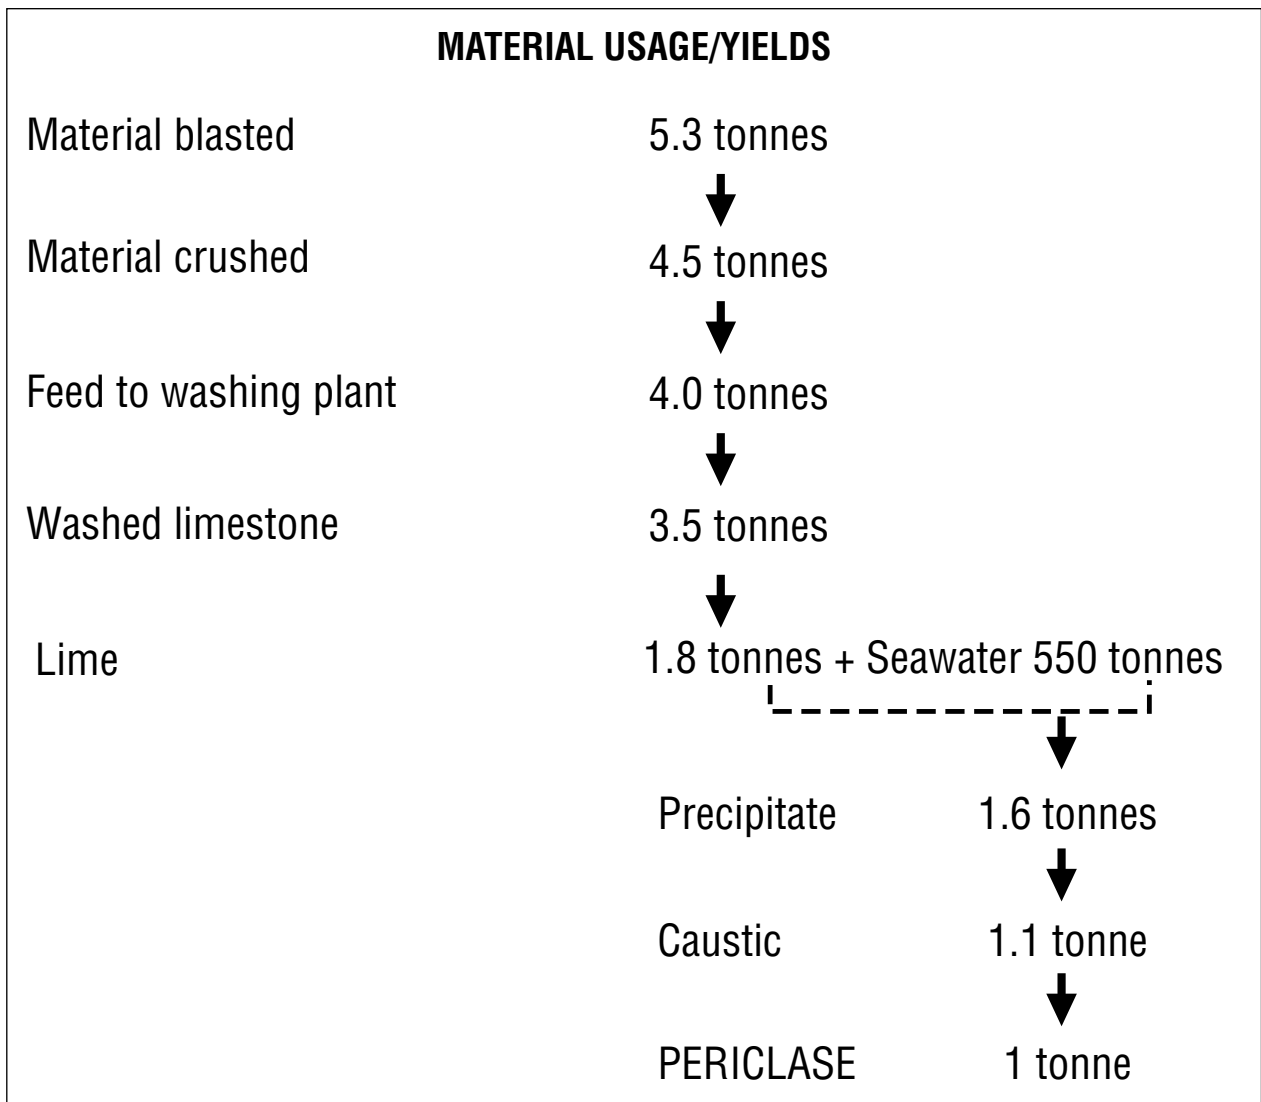 MATERIAL USAGE/YIELDS
Material blasted 5.3 tonnes
Material crushed 4.5 tonnes
Feed to washing plant 4.0 tonnes
Washed limestone 3.5 tonnes
Lime 1.8 tonnes + Seawater 550 tonnes
Precipitate 1.6 tonnes
Caustic 1.1 tonne
PERICLASE 1 tonne